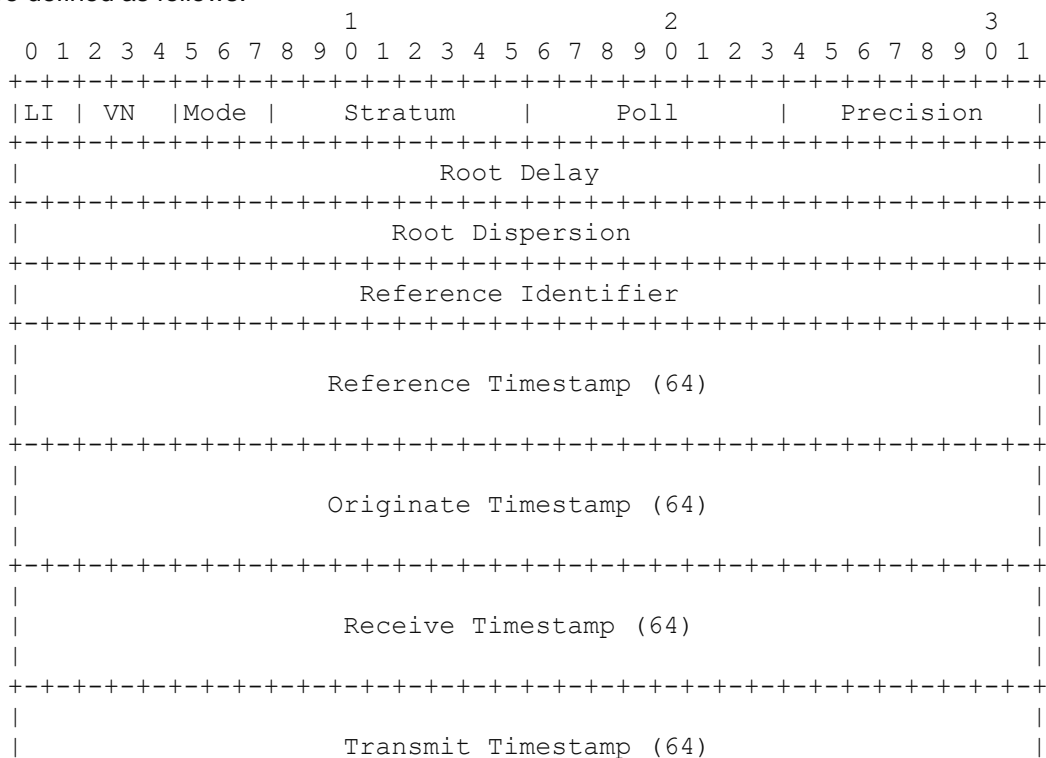 e defined as follows:
                     1                   2                   3
 0 1 2 3 4 5 6 7 8 9 0 1 2 3 4 5 6 7 8 9 0 1 2 3 4 5 6 7 8 9 0 1
+-+-+-+-+-+-+-+-+-+-+-+-+-+-+-+-+-+-+-+-+-+-+-+-+-+-+-+-+-+-+-+-+
|LI | VN  |Mode |    Stratum    |     Poll      |   Precision   |
+-+-+-+-+-+-+-+-+-+-+-+-+-+-+-+-+-+-+-+-+-+-+-+-+-+-+-+-+-+-+-+-+
|                          Root Delay                           |
+-+-+-+-+-+-+-+-+-+-+-+-+-+-+-+-+-+-+-+-+-+-+-+-+-+-+-+-+-+-+-+-+
|                       Root Dispersion                         |
+-+-+-+-+-+-+-+-+-+-+-+-+-+-+-+-+-+-+-+-+-+-+-+-+-+-+-+-+-+-+-+-+
|                     Reference Identifier                      |
+-+-+-+-+-+-+-+-+-+-+-+-+-+-+-+-+-+-+-+-+-+-+-+-+-+-+-+-+-+-+-+-+
|                                                               |
|                   Reference Timestamp (64)                    |
|                                                               |
+-+-+-+-+-+-+-+-+-+-+-+-+-+-+-+-+-+-+-+-+-+-+-+-+-+-+-+-+-+-+-+-+
|                                                               |
|                   Originate Timestamp (64)                    |
|                                                               |
+-+-+-+-+-+-+-+-+-+-+-+-+-+-+-+-+-+-+-+-+-+-+-+-+-+-+-+-+-+-+-+-+
|                                                               |
|                    Receive Timestamp (64)                     |
|                                                               |
+-+-+-+-+-+-+-+-+-+-+-+-+-+-+-+-+-+-+-+-+-+-+-+-+-+-+-+-+-+-+-+-+
|                                                               |
|                    Transmit Timestamp (64)                    |